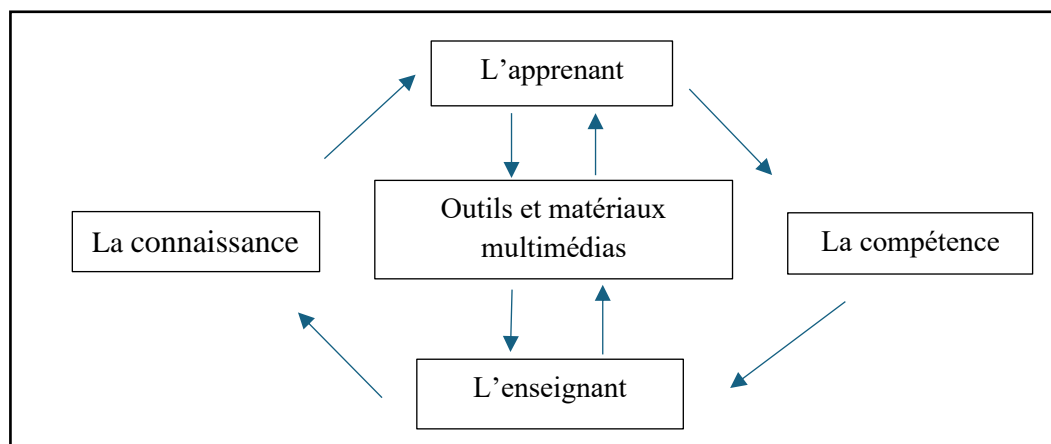 L’apprenant
Outils et matériaux
multimédias
La connaissance
La compétence
L’enseignant